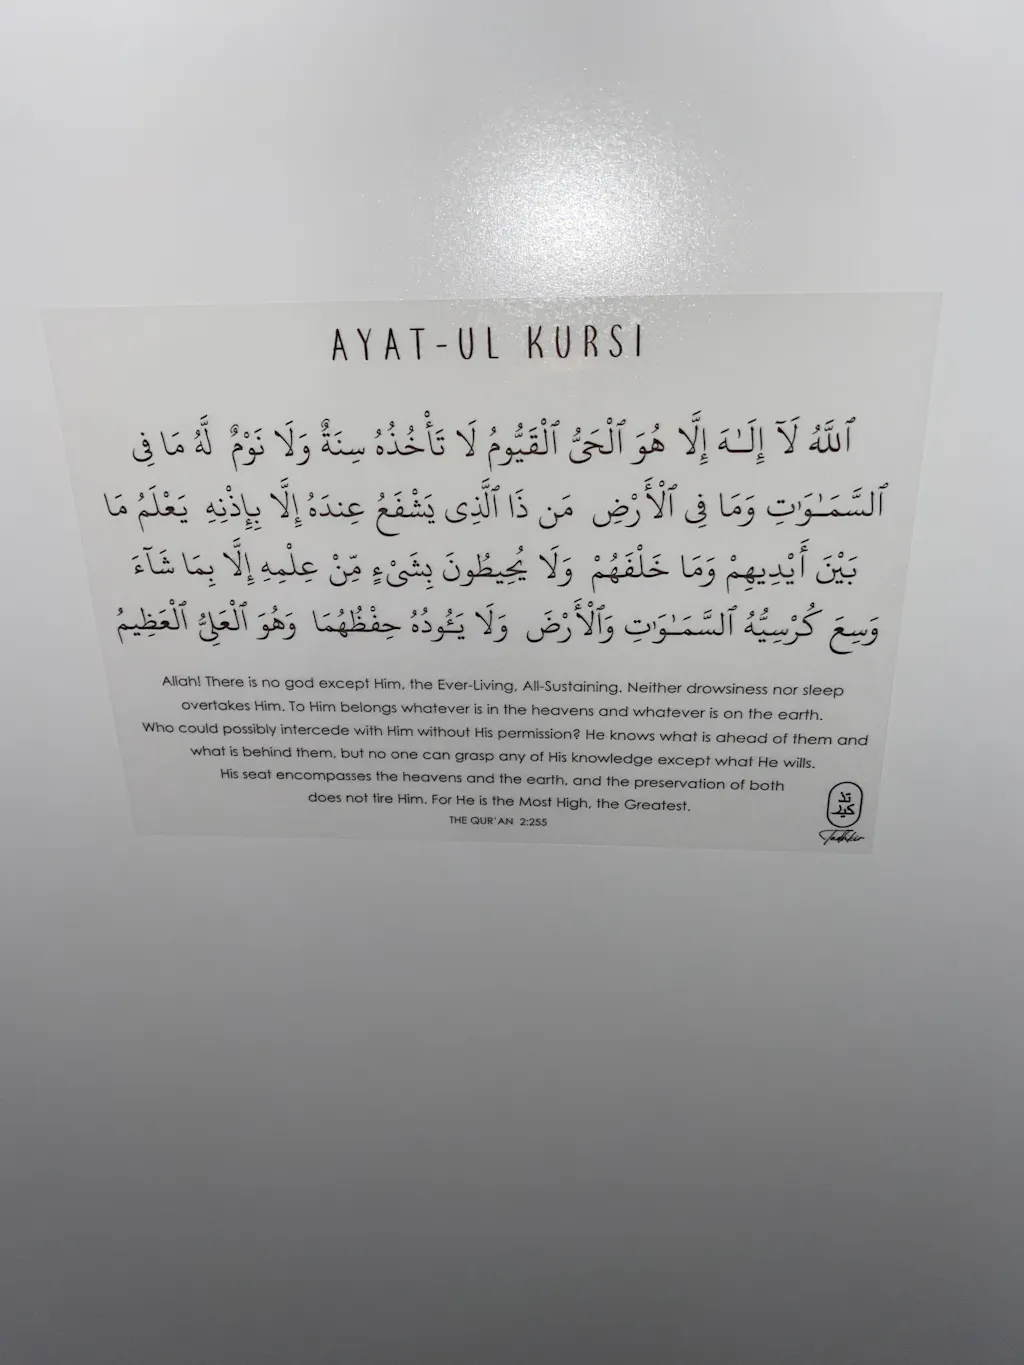 AYAT-UL KURSI
ٱللَّهُ لَآ إِلَـٰهَ إِلَّا هُوَ ٱلْحَىُّ ٱلْقَيُّومُ لَا تَأْخُذُهُ سِنَةٌ وَلَا نَوْمٌ لَّهُ مَا فِى
ٱلسَّمَـٰوَٰتِ وَمَا فِى ٱلْأَرْضِ مَن ذَا ٱلَّذِى يَشْفَعُ عِندَهُ إِلَّا بِإِذْنِهِ يَعْلَمُ مَا
بَيْنَ أَيْدِيهِمْ وَمَا خَلْفَهُمْ وَلَا يُحِيطُونَ بِشَىْءٍ مِّنْ عِلْمِهِ إِلَّا بِمَا شَآءَ
وَسِعَ كُرْسِيُّهُ ٱلسَّمَـٰوَٰتِ وَٱلْأَرْضَ وَلَا يَـُٔودُهُ حِفْظُهُمَا وَهُوَ ٱلْعَلِىُّ ٱلْعَظِيمُ
Allah! There is no god except Him, the Ever-Living, All-Sustaining. Neither drowsiness nor sleep
overtakes Him. To Him belongs whatever is in the heavens and whatever is on the earth.
Who could possibly intercede with Him without His permission? He knows what is ahead of them and
what is behind them, but no one can grasp any of His knowledge except what He wills.
His seat encompasses the heavens and the earth, and the preservation of both
does not tire Him. For He is the Most High, the Greatest.
THE QUR'AN 2:255
تذ
كير
Tadhkir